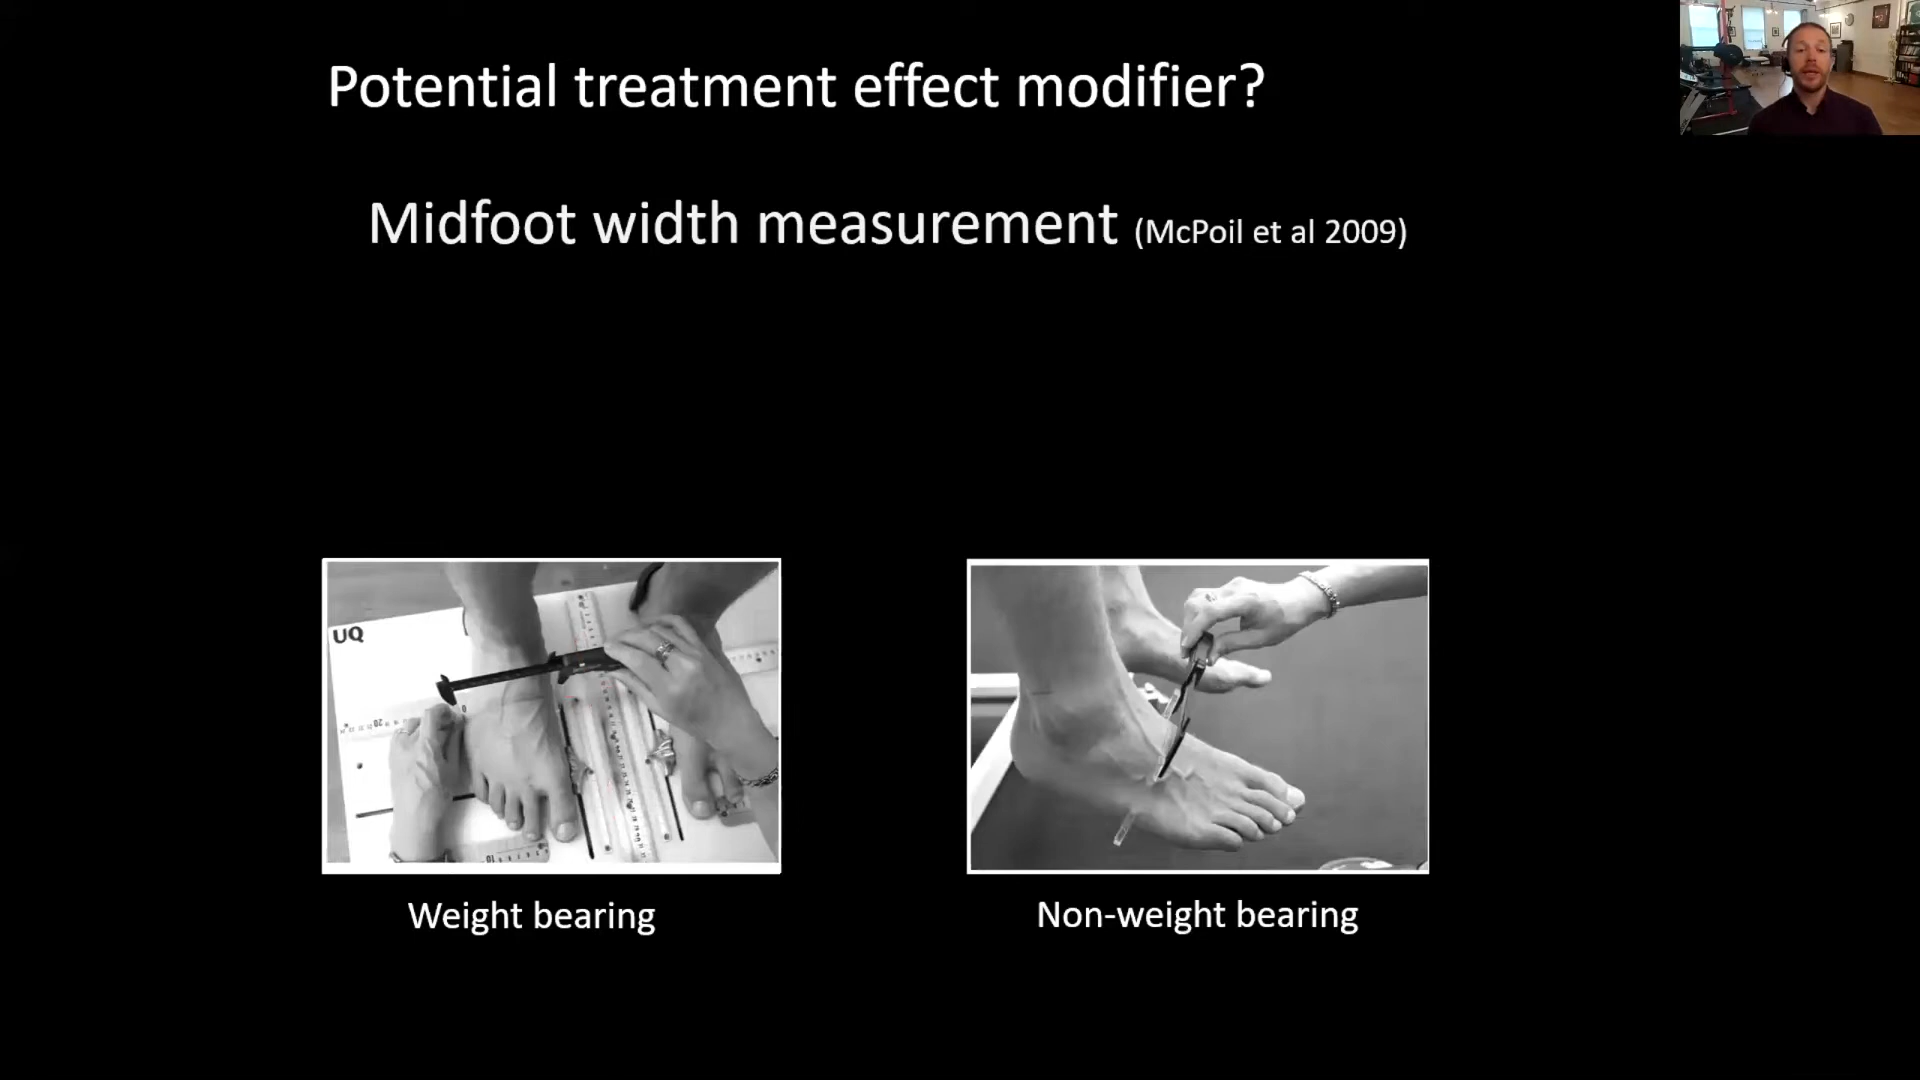 Potential treatment effect modifier?
Midfoot width measurement (McPoil et al 2009)
UQ
Weight bearing
Non-weight bearing